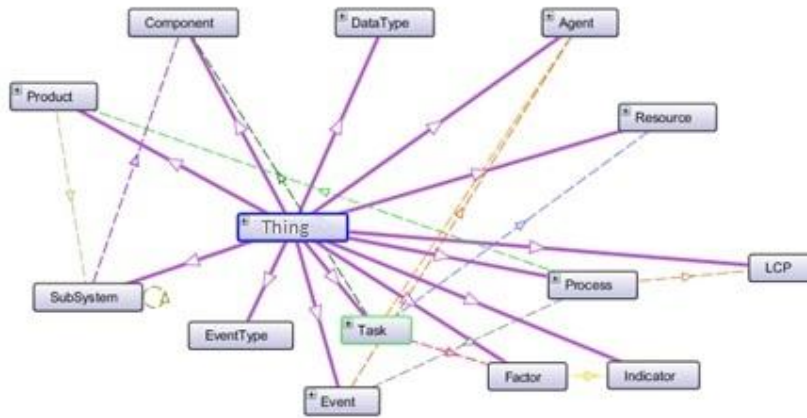 Component
DataType
Agent
Product
Resource
Thing
LCP
SubSystem
Process
EventType
Task
Factor
Indicator
Event